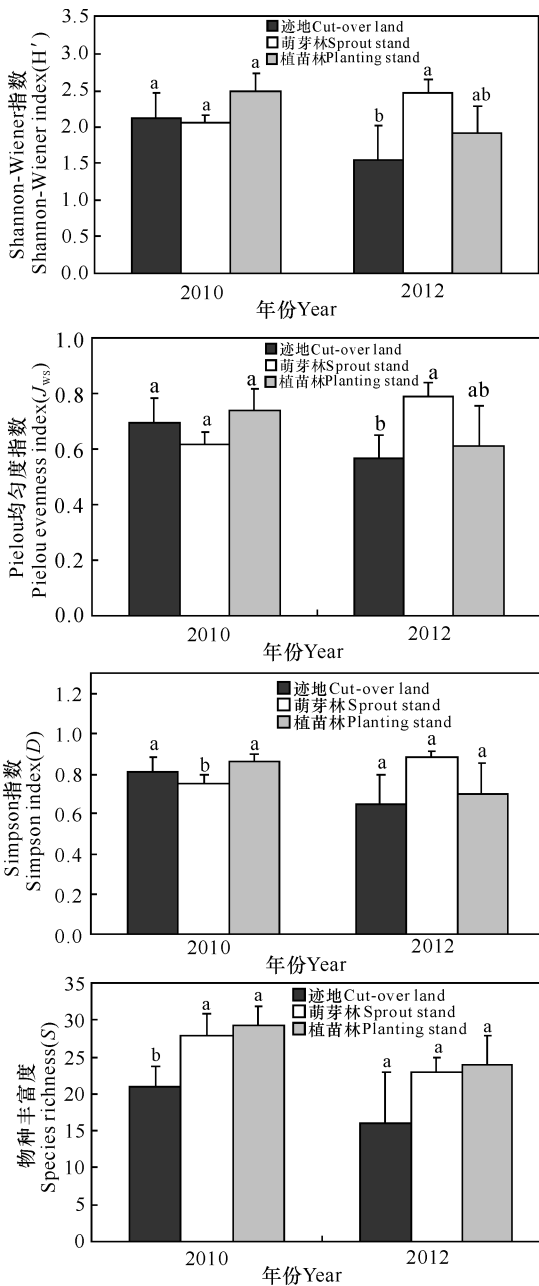 Shannon-Wiener指数
Shannon-Wiener index(H′)
3.5
3.0
2.5
2.0
1.5
1.0
0.5
0.0
迹地Cut-over land
萌芽林Sprout stand
植苗林Planting stand
a
a
a
b
a
ab
2010
2012
年份Year
Pielou均匀度指数
Pielou evenness index(Jws)
1.0
0.8
0.6
0.4
0.2
0.0
迹地Cut-over land
萌芽林Sprout stand
植苗林Planting stand
a
a
a
b
a
ab
2010
2012
年份Year
Simpson指数
Simpson index(D)
1.2
1.0
0.8
0.6
0.4
0.2
0.0
迹地Cut-over land
萌芽林Sprout stand
植苗林Planting stand
a
b
a
a
a
a
2010
2012
年份Year
物种丰富度
Species richness(S)
35
30
25
20
15
10
5
0
迹地Cut-over land
萌芽林Sprout stand
植苗林Planting stand
b
a
a
a
a
a
2010
2012
年份Year